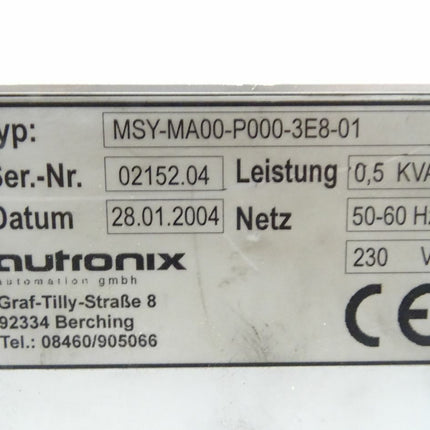 yp: MSY-MA00-P000-3E8-01
Ser.-Nr. 02152.04 Leistung 0,5 KVA
Datum 28.01.2004 Netz 50-60 Hz
230 V
autronix
automation gmbh
Graf-Tilly-Straße 8
92334 Berching
Tel.: 08460/905066
CE